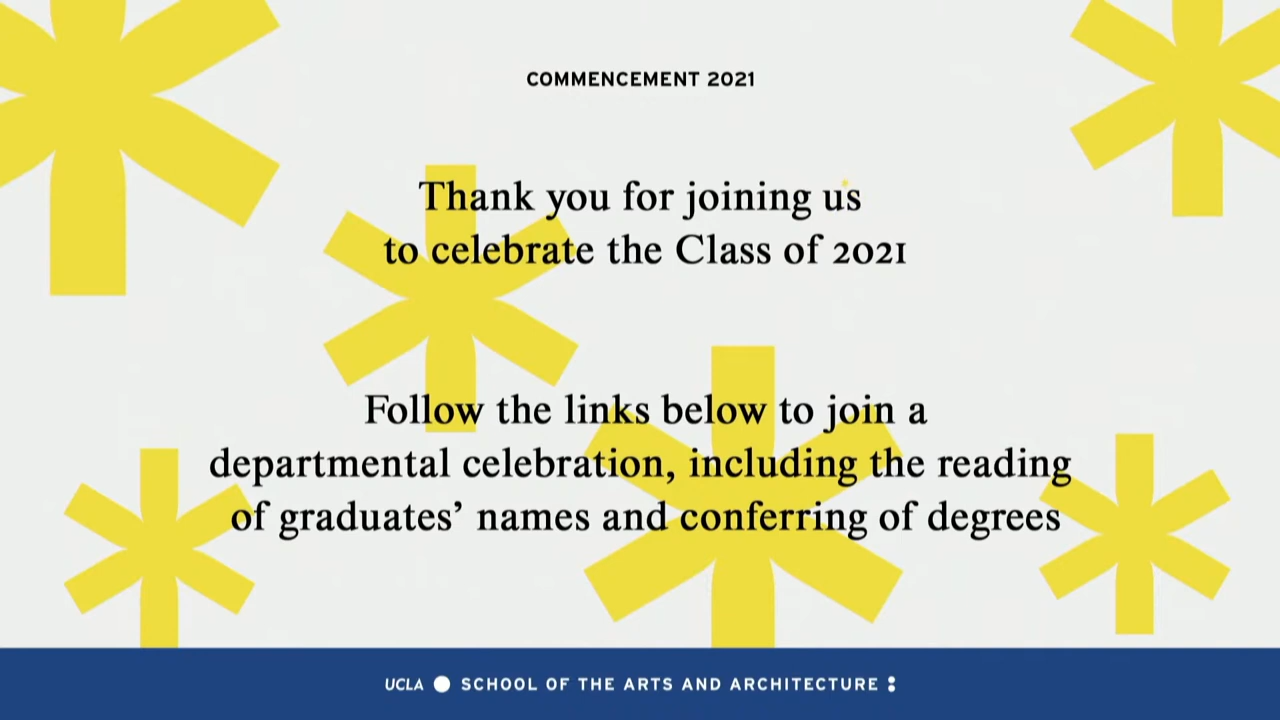 COMMENCEMENT 2021
Thank you for joining us
to celebrate the Class of 2021
Follow the links below to join a
departmental celebration, including the reading
of graduates’ names and conferring of degrees
UCLA SCHOOL OF THE ARTS AND ARCHITECTURE